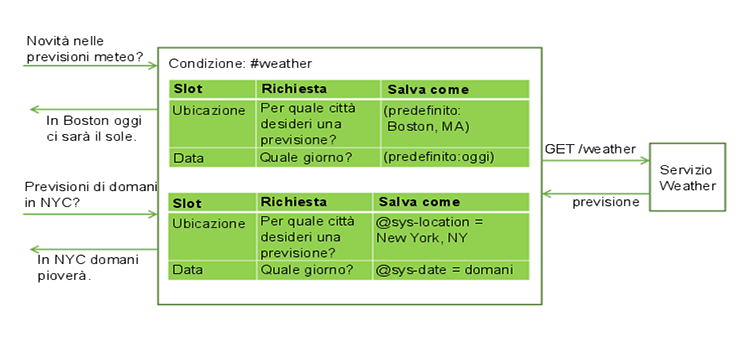 Novità nelle
previsioni meteo?
In Boston oggi
ci sarà il sole.
Previsioni di domani
in NYC?
In NYC domani
pioverà.
Condizione: #weather
Slot Richiesta Salva come
Ubicazione Per quale città (predefinito:
desideri una Boston, MA)
previsione?
Data Quale giorno? (predefinito:oggi)
Slot Richiesta Salva come
Ubicazione Per quale città @sys-location =
desideri una New York, NY
previsione?
Data Quale giorno? @sys-date = domani
GET /weather
previsione
Servizio
Weather